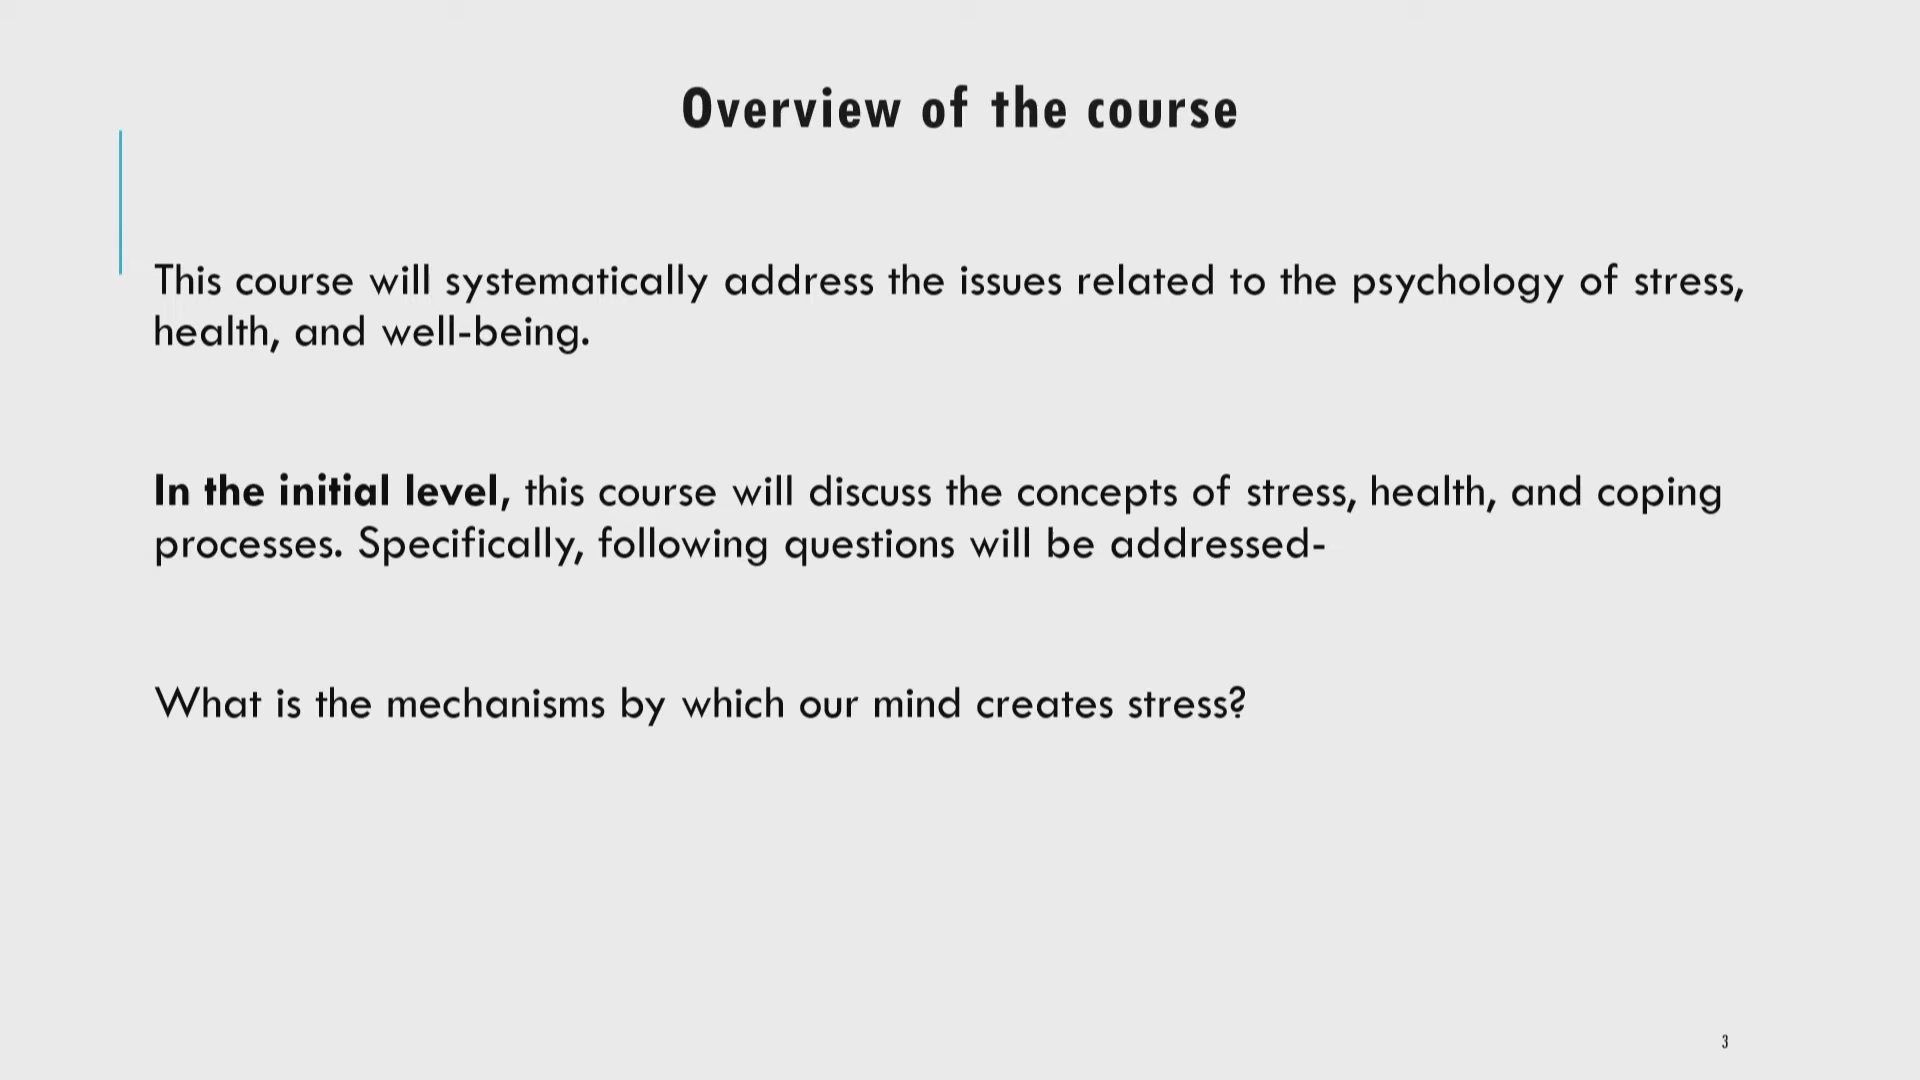 Overview of the course
This course will systematically address the issues related to the psychology of stress,
health, and well-being.
In the initial level, this course will discuss the concepts of stress, health, and coping
processes. Specifically, following questions will be addressed-
What is the mechanisms by which our mind creates stress?
3